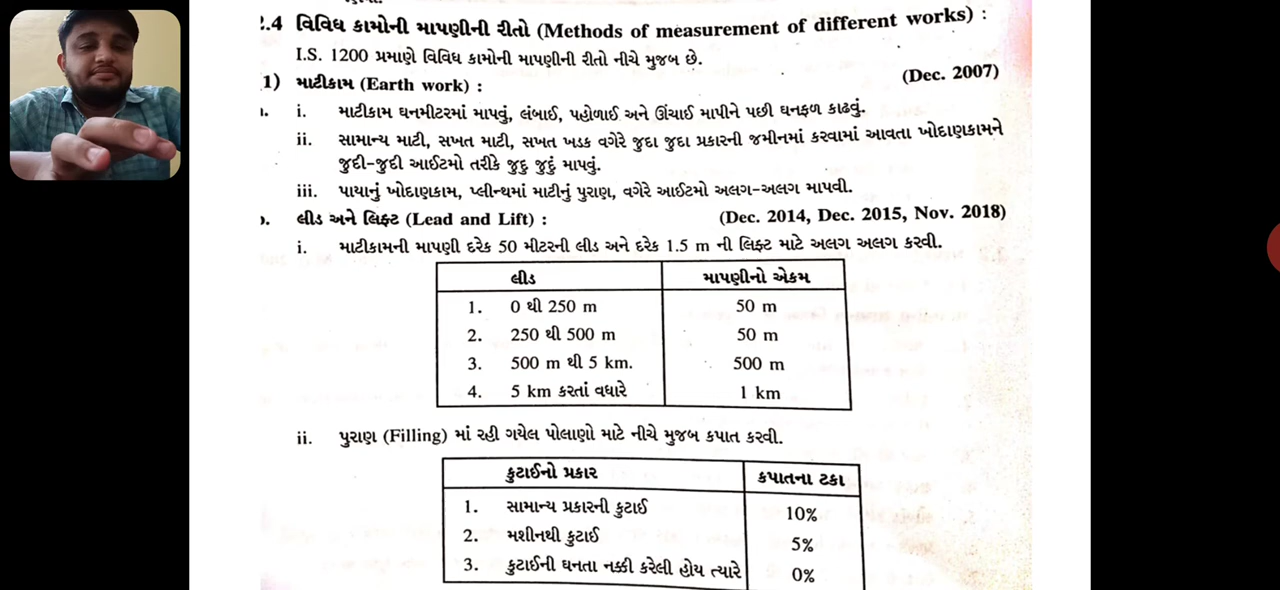 2.4 વિવિધ કામોની માપણીની રીતો (Methods of measurement of different works) :
I.S. 1200 પ્રમાણે વિવિધ કામોની માપણીની રીતો નીચે મુજબ છે.
1) માટીકામ (Earth work) : (Dec. 2007)
i. માટીકામ ઘનમીટરમાં માપવું, લંબાઈ, પહોળાઈ અને ઊંચાઈ માપીને પછી ઘનફળ કાઢવું.
ii. સામાન્ય માટી, સખત માટી, સખત ખડક વગેરે જુદા જુદા પ્રકારની જમીનમાં કરવામાં આવતા ખોદાણકામને
જુદી-જુદી આઈટમો તરીકે જુદુ જુદું માપવું.
iii. પાયાનું ખોદાણકામ, પ્લીન્થમાં માટીનું પુરાણ, વગેરે આઈટમો અલગ-અલગ માપવી.
લીડ અને લિફ્ટ (Lead and Lift) : (Dec. 2014, Dec. 2015, Nov. 2018)
i. માટીકામની માપણી દરેક 50 મીટરની લીડ અને દરેક 1.5 m ની લિફ્ટ માટે અલગ અલગ કરવી.
લીડ માપણીનો એકમ
1. 0 થી 250 m 50 m
2. 250 થી 500 m 50 m
3. 500 m થી 5 km. 500 m
4. 5 km કરતાં વધારે 1 km
ii. પુરાણ (Filling) માં રહી ગયેલ પોલાણો માટે નીચે મુજબ કપાત કરવી.
કુટાઈનો પ્રકાર કપાતના ટકા
1. સામાન્ય પ્રકારની કુટાઈ 10%
2. મશીનથી કુટાઈ 5%
3. કુટાઈની ઘનતા નક્કી કરેલી હોય ત્યારે 0%